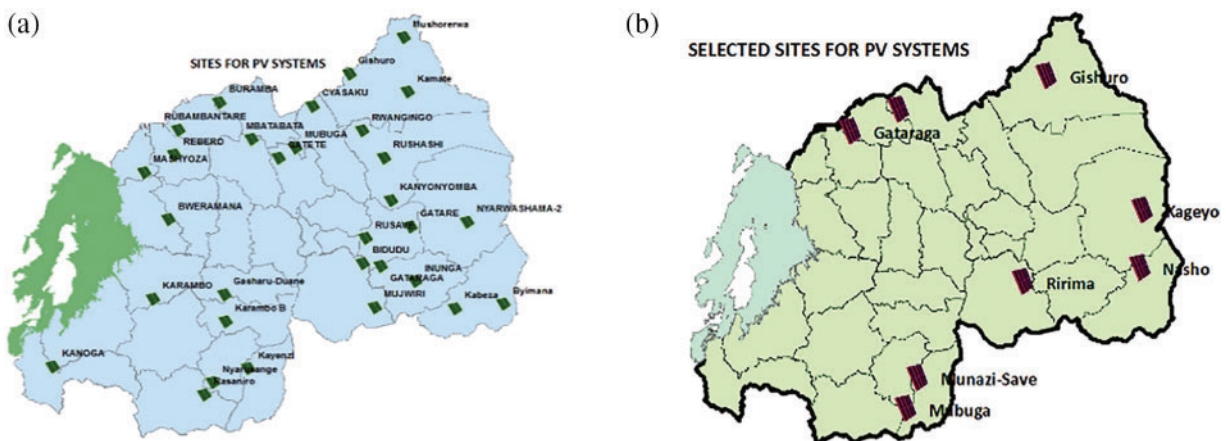 (a)
Mushorerwa
SITES FOR PV SYSTEMS
Gishuro
Kamate
BURAMBA
CYASAKU
RUBAMBANTARE
MBATABATA
MUBUGA
RWANGINGO
REBERO
GATETE
RUSHASHI
MASHYOZA
KANYONYOMBA
BWERAMANA
GATARE
NYARWASHAMA-2
RUSAVE
BIDUDU
INUNGA
GATARAGA
Gasharu-Duane
KARAMBO
MUJWIRI
Kabeza
Byimana
Karambo B
KANOGA
Kayenzi
Nyarusange
Kasaniro
(b)
SELECTED SITES FOR PV SYSTEMS
Gishuro
Gataraga
Kageyo
Nasho
Ririma
Munazi-Save
Mubuga